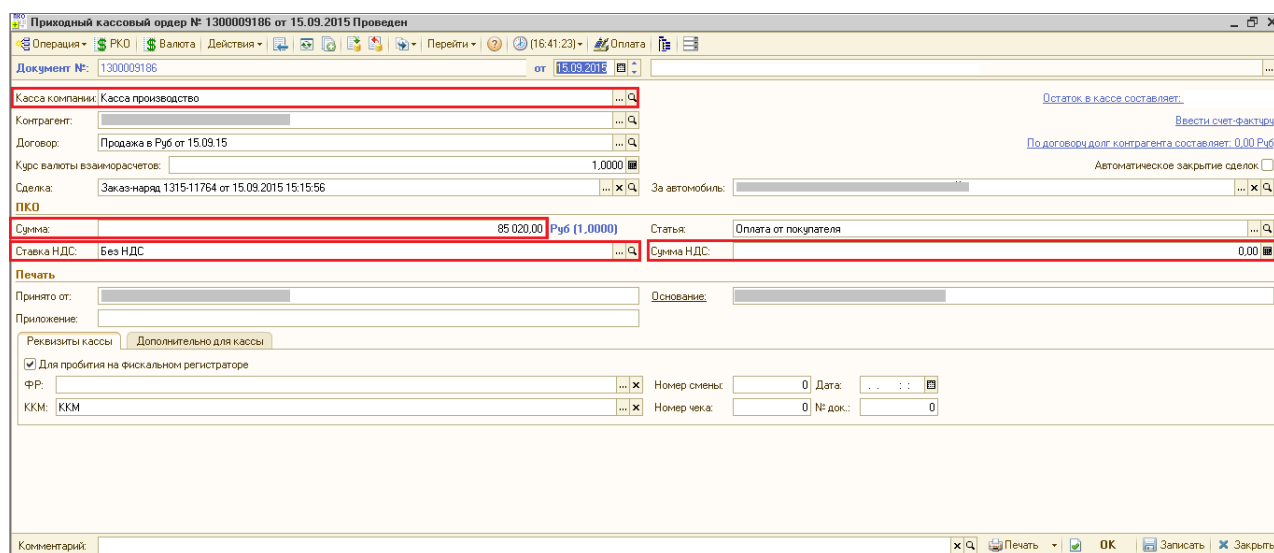 Приходный кассовый ордер № 1300009186 от 15.09.2015 Проведен
Операция РКО Валюта Действия Перейти (16:41:23) Оплата
Документ №: 1300009186 от 15.09.2015
Касса компании: Касса производство Остаток в кассе составляет:
Контрагент: Ввести счет-фактуру
Договор: Продажа в Руб от 15.09.15 По договору долг контрагента составляет: 0,00 Руб
Курс валюты взаиморасчетов: 1,0000 Автоматическое закрытие сделок
Сделка: Заказ-наряд 1315-11764 от 15.09.2015 15:15:56 За автомобиль:
ПКО
Сумма: 85 020,00 Руб (1,0000) Статья: Оплата от покупателя
Ставка НДС: Без НДС Сумма НДС: 0,00
Печать
Принято от: Основание:
Приложение:
Реквизиты кассы Дополнительно для кассы
Для пробития на фискальном регистраторе
ФР: Номер смены: 0 Дата: . . : :
ККМ: ККМ Номер чека: 0 № док.: 0
Комментарий: Печать OK Записать Закрыть